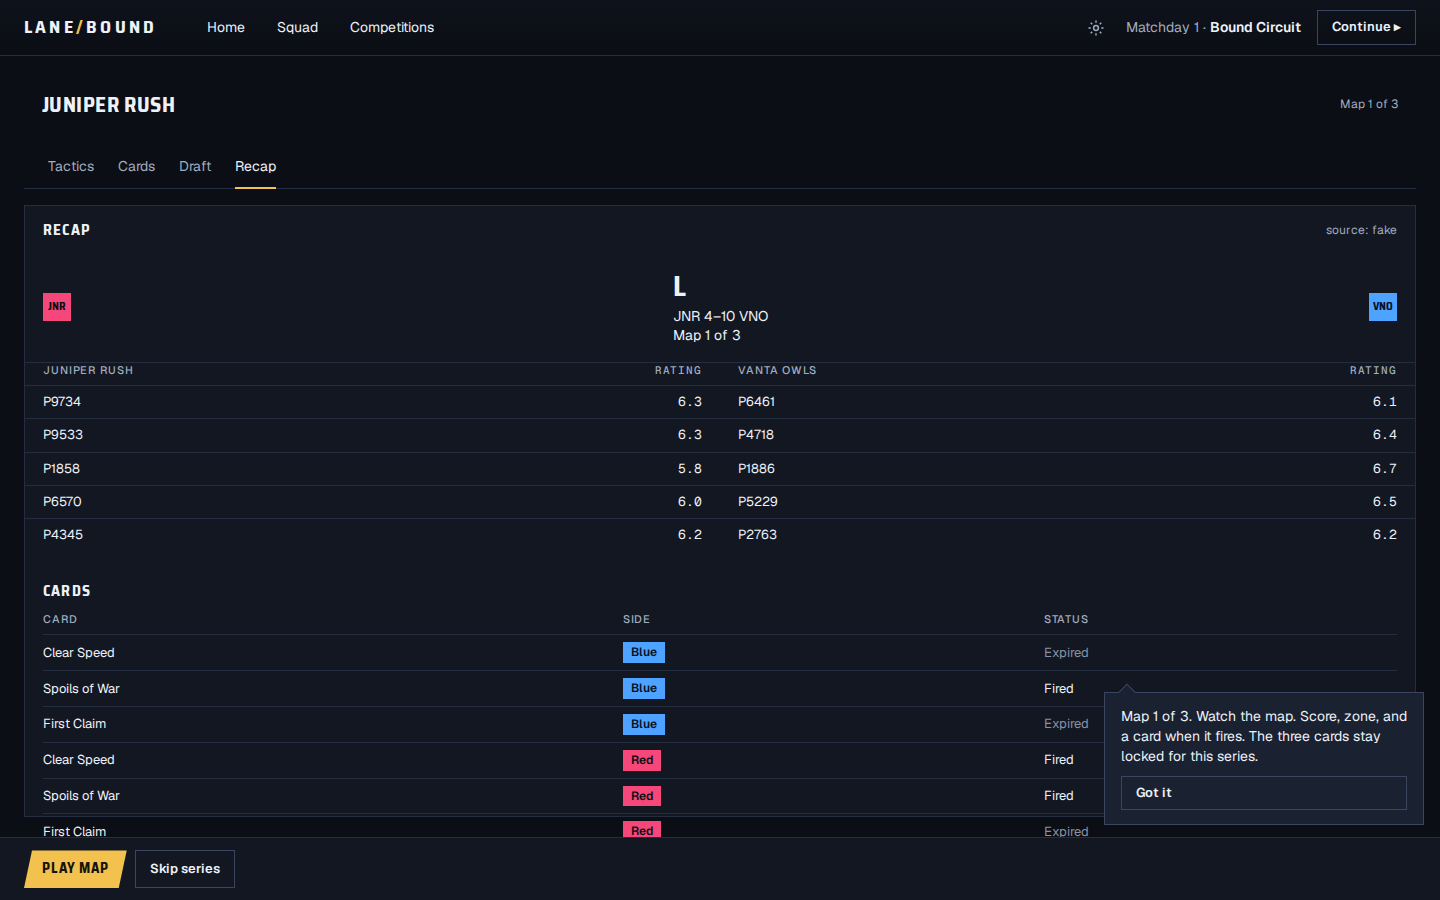 LANE/BOUND Home Squad Competitions Matchday 1 · Bound Circuit Continue ▸
JUNIPER RUSH Map 1 of 3
Tactics Cards Draft Recap
RECAP source: fake
L
JNR VNO
JNR 4–10 VNO
Map 1 of 3
JUNIPER RUSH RATING VANTA OWLS RATING
P9734 6.3 P6461 6.1
P9533 6.3 P4718 6.4
P1858 5.8 P1886 6.7
P6570 6.0 P5229 6.5
P4345 6.2 P2763 6.2
CARDS
CARD SIDE STATUS
Clear Speed Blue Expired
Spoils of War Blue Fired
First Claim Blue Expired
Clear Speed Red Fired
Spoils of War Red Fired
First Claim Red Expired
Map 1 of 3. Watch the map. Score, zone, and
a card when it fires. The three cards stay
locked for this series.
Got it
PLAY MAP Skip series